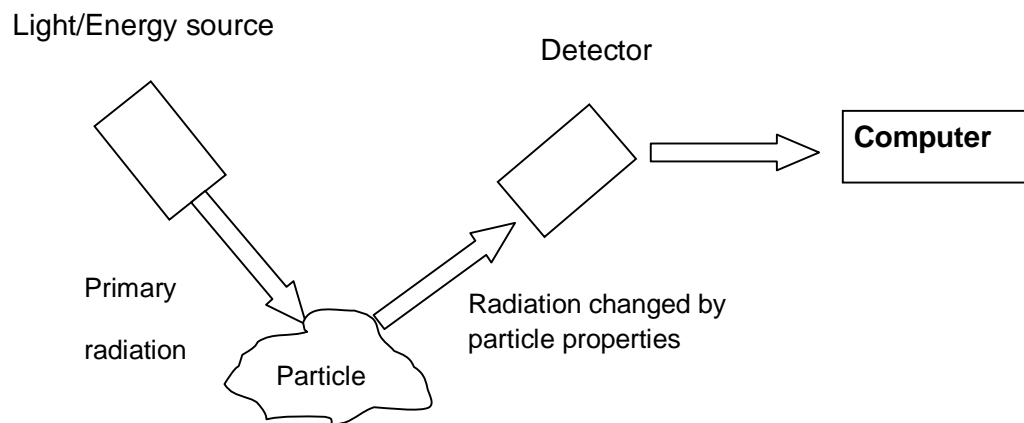 Light/Energy source
Detector
Computer
Primary
radiation
Radiation changed by
particle properties
Particle